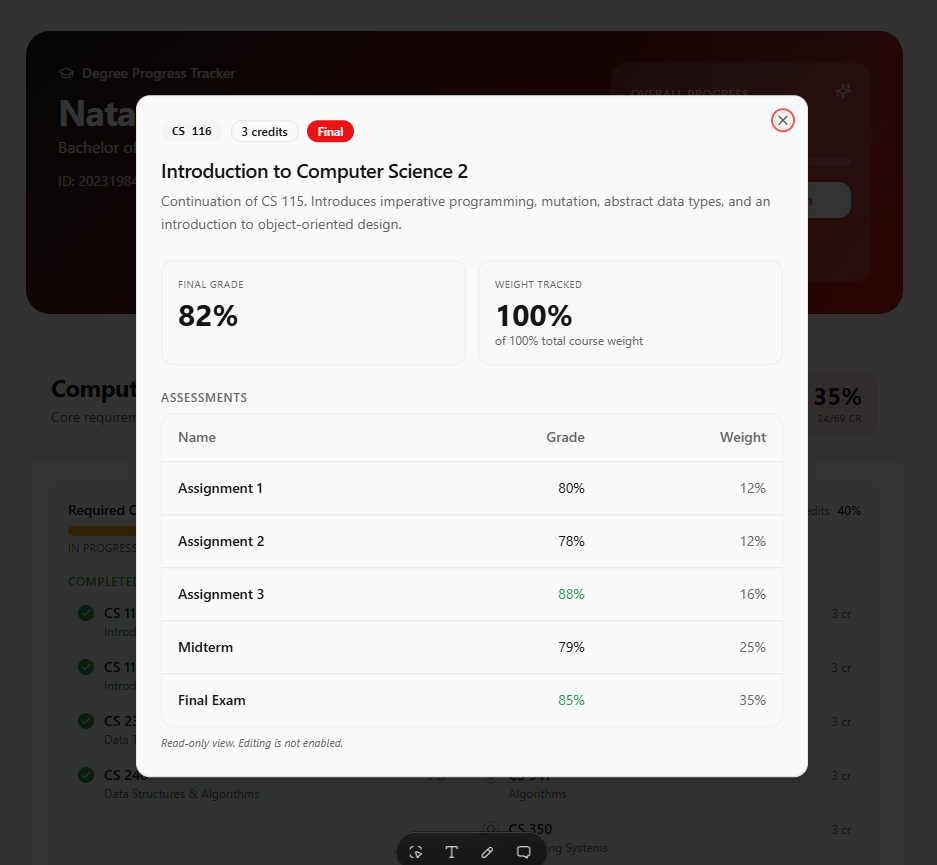 Degree Progress Tracker
OVERALL PROGRESS
Nata
Bachelor of
ID: 20231984
CS 116
3 credits
Final
Introduction to Computer Science 2
Continuation of CS 115. Introduces imperative programming, mutation, abstract data types, and an
introduction to object-oriented design.
FINAL GRADE
82%
WEIGHT TRACKED
100%
of 100% total course weight
ASSESSMENTS
Name Grade Weight
Assignment 1 80% 12%
Assignment 2 78% 12%
Assignment 3 88% 16%
Midterm 79% 25%
Final Exam 85% 35%
Read-only view. Editing is not enabled.
Comput
Core requirem
35%
24/69 CR
Required C
edits 40%
IN PROGRESS
COMPLETED
CS 11
Introd
3 cr
CS 11
Introd
3 cr
CS 23
Data T
3 cr
CS 240
Data Structures & Algorithms
Algorithms
3 cr
CS 350
ng Systems
3 cr